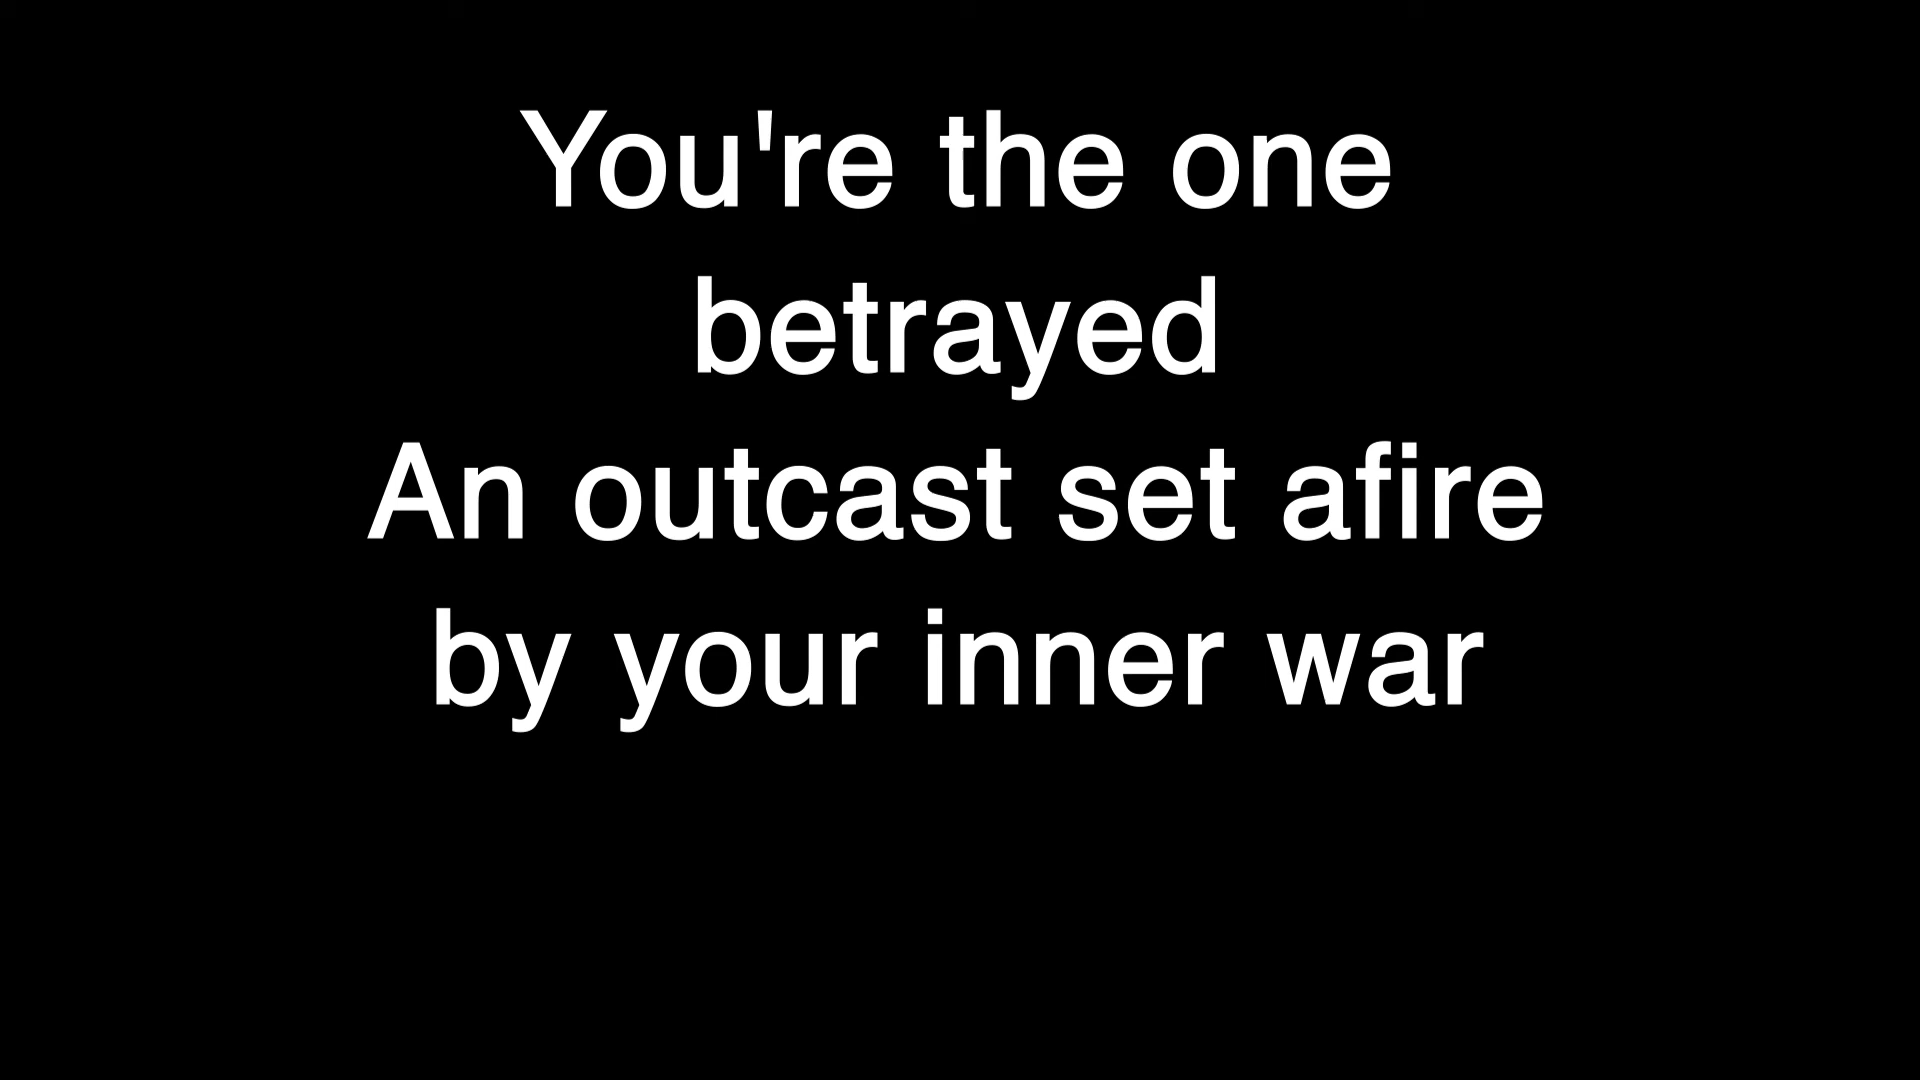 You're the one
betrayed
An outcast set afire
by your inner war